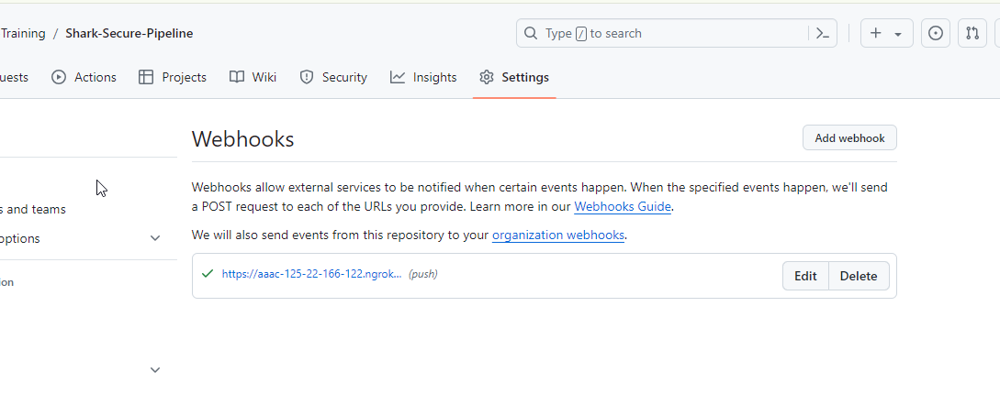 Training / Shark-Secure-Pipeline
Type / to search
uests Actions Projects Wiki Security Insights Settings
Webhooks
Add webhook
Webhooks allow external services to be notified when certain events happen. When the specified events happen, we'll send
a POST request to each of the URLs you provide. Learn more in our Webhooks Guide.
We will also send events from this repository to your organization webhooks.
s and teams
options
ion
https://aaac-125-22-166-122.ngrok... (push)
Edit Delete